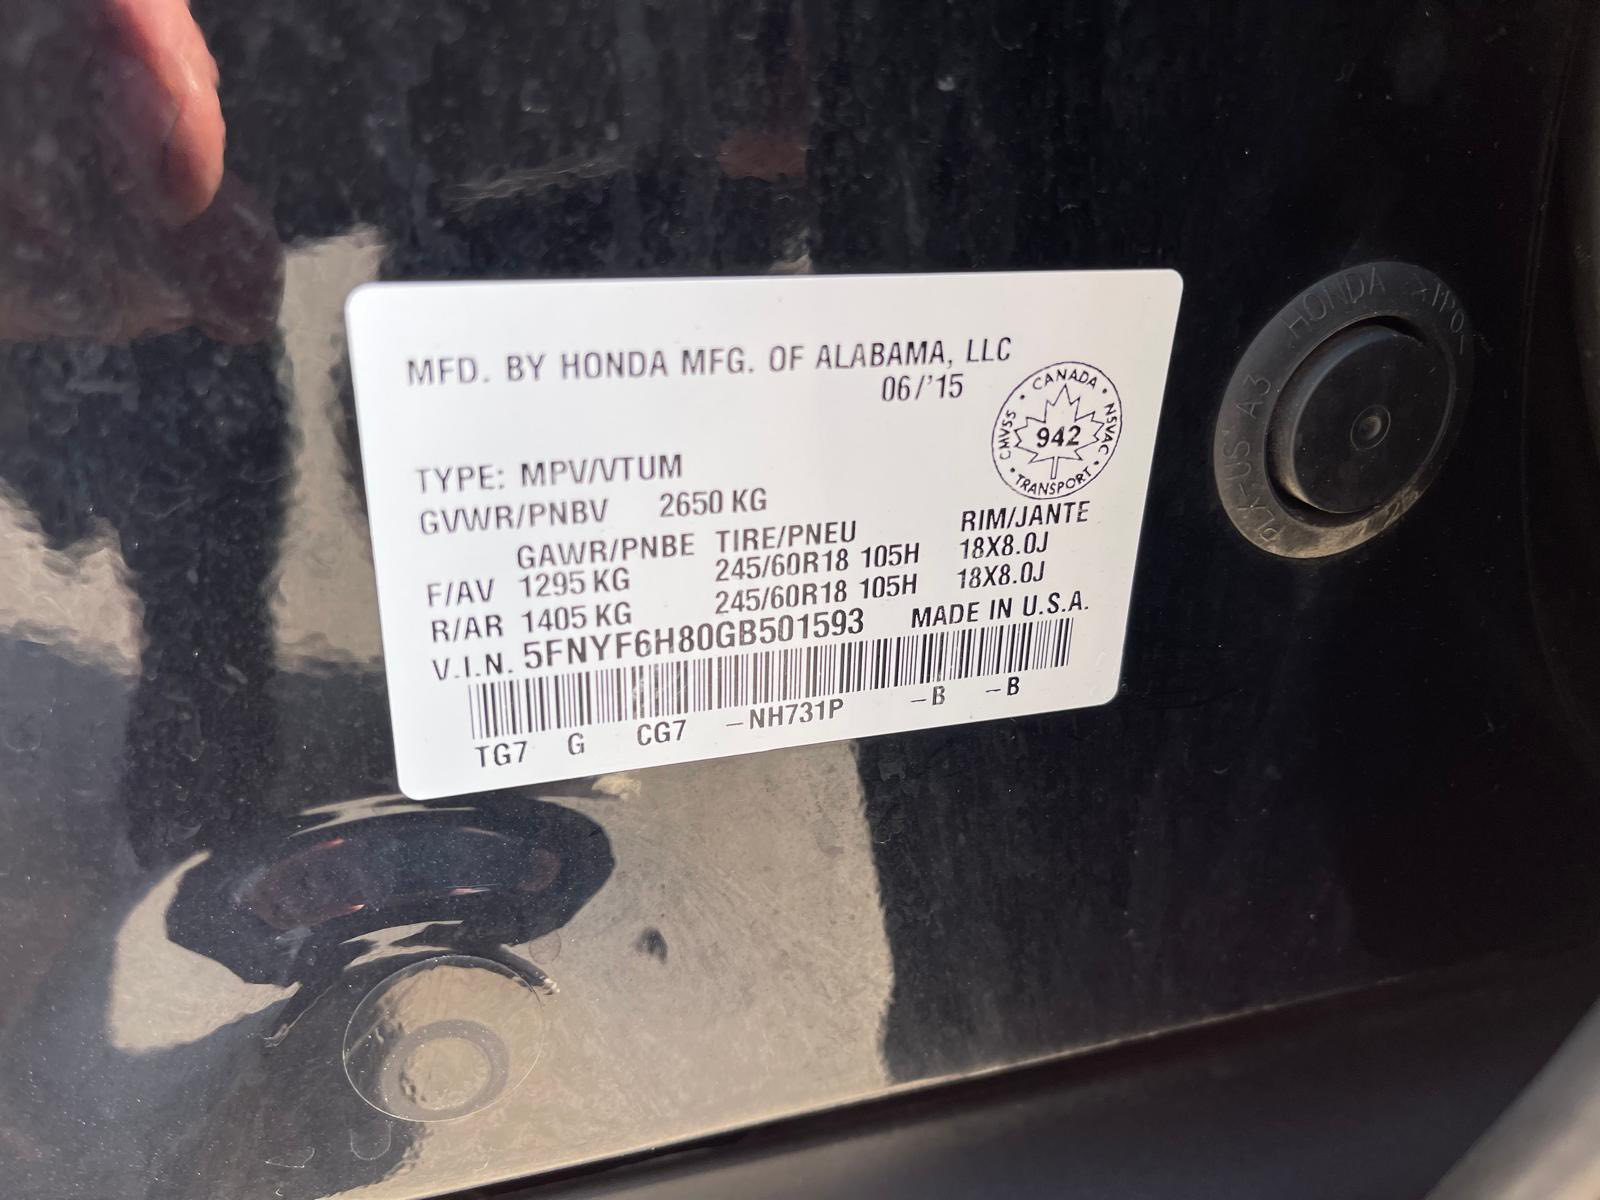 MFD. BY HONDA MFG. OF ALABAMA, LLC
06/'15
CANADA
CMVSS 942 NSVAC
TRANSPORT
TYPE: MPV/VTUM
GVWR/PNBV 2650 KG
GAWR/PNBE TIRE/PNEU RIM/JANTE
F/AV 1295 KG 245/60R18 105H 18X8.0J
R/AR 1405 KG 245/60R18 105H 18X8.0J
V.I.N. 5FNYF6H80GB501593 MADE IN U.S.A.
TG7 G CG7 -NH731P -B -B
HONDA
A3